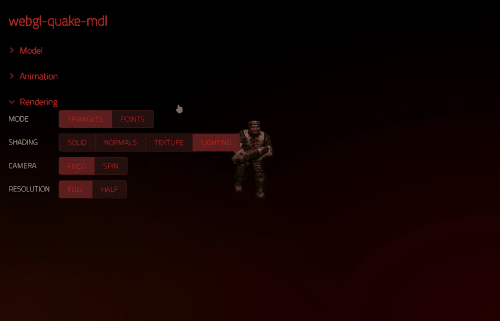 webgl-quake-mdl
Model
Animation
Rendering
MODE TRIANGLES POINTS
SHADING SOLID NORMALS TEXTURE LIGHTING
CAMERA FIXED SPIN
RESOLUTION FULL HALF